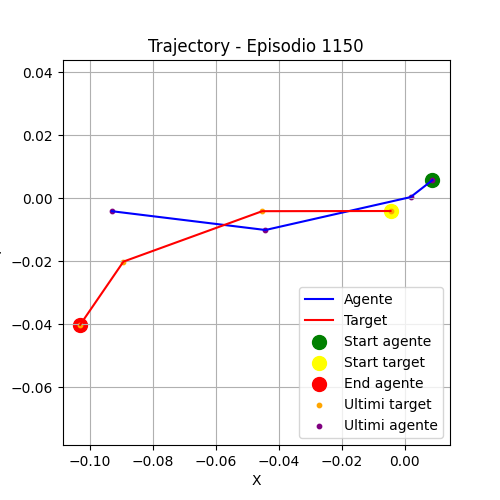 Trajectory - Episodio 1150
0.04
0.02
0.00
−0.02
−0.04
−0.06
−0.10
−0.08
−0.06
−0.04
−0.02
0.00
X
Agente
Target
Start agente
Start target
End agente
Ultimi target
Ultimi agente